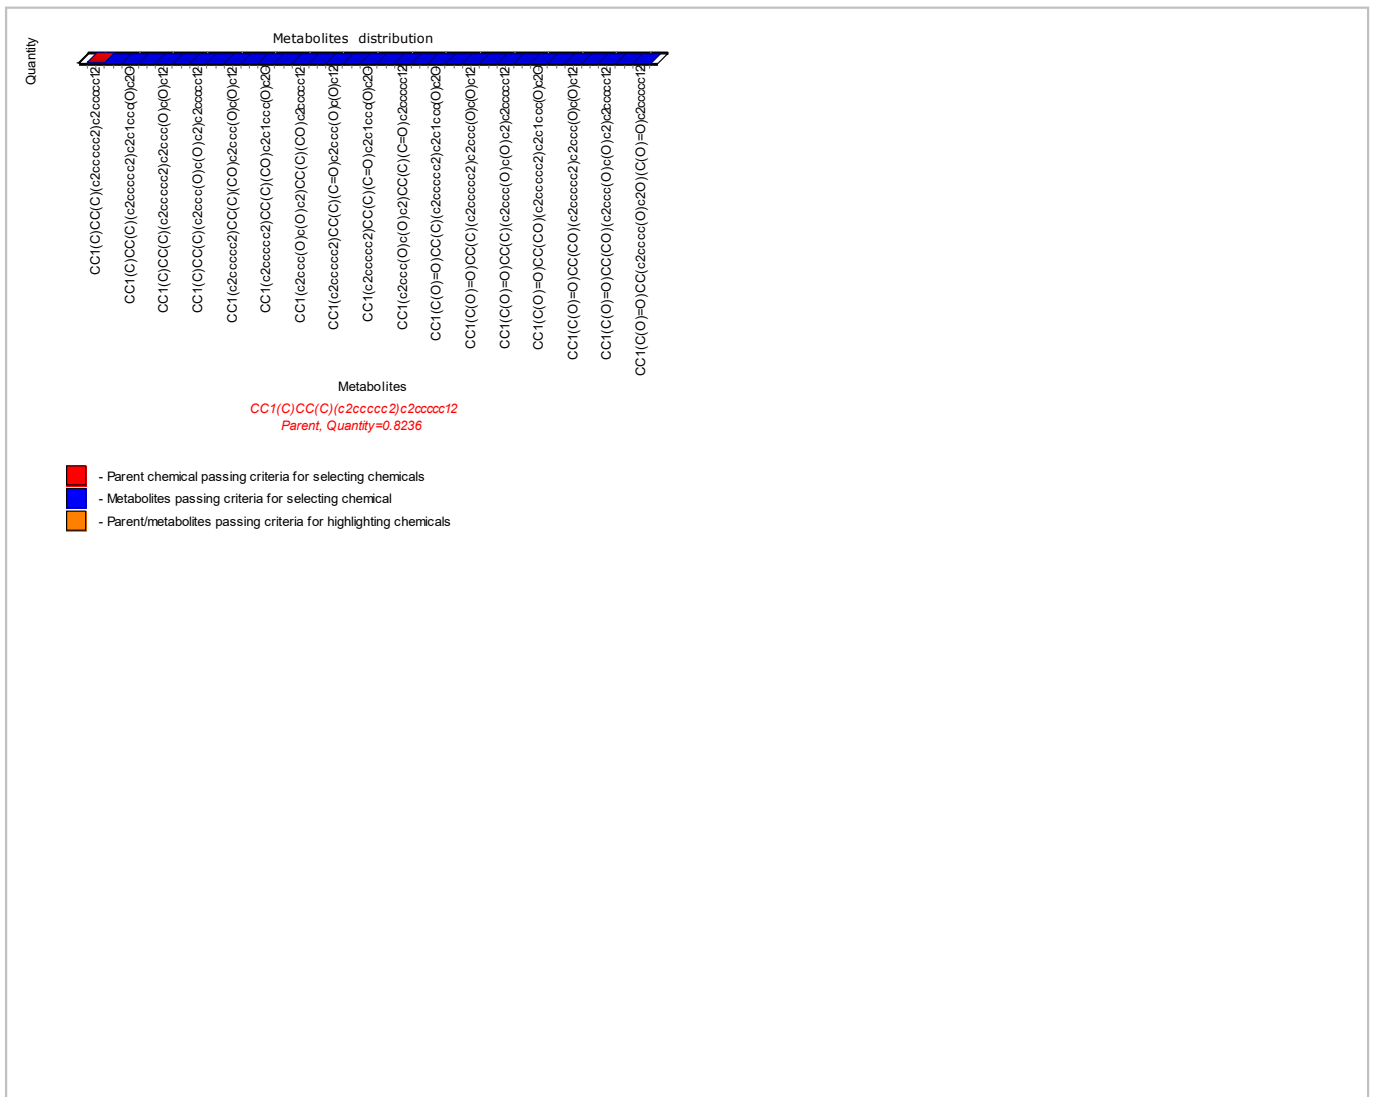 Metabolites distribution
Quantity
CC1(C)CC(C)(c2ccccc2)c2ccccc12
CC1(C)CC(C)(c2ccccc2)c2c1ccc(O)c2O
CC1(C)CC(C)(c2ccccc2)c2ccc(O)c(O)c12
CC1(C)CC(C)(c2ccc(O)c(O)c2)c2ccccc12
CC1(c2ccccc2)CC(C)(CO)c2ccc(O)c(O)c12
CC1(c2ccccc2)CC(C)(CO)c2c1ccc(O)c2O
CC1(c2ccc(O)c(O)c2)CC(C)(CO)c2ccccc12
CC1(c2ccccc2)CC(C)(C=O)c2ccc(O)c(O)c12
CC1(c2ccccc2)CC(C)(C=O)c2c1ccc(O)c2O
CC1(c2ccc(O)c(O)c2)CC(C)(C=O)c2ccccc12
CC1(C(O)=O)CC(C)(c2ccccc2)c2c1ccc(O)c2O
CC1(C(O)=O)CC(C)(c2ccccc2)c2ccc(O)c(O)c12
CC1(C(O)=O)CC(C)(c2ccc(O)c(O)c2)c2ccccc12
CC1(C(O)=O)CC(CO)(c2ccccc2)c2c1ccc(O)c2O
CC1(C(O)=O)CC(CO)(c2ccccc2)c2ccc(O)c(O)c12
CC1(C(O)=O)CC(CO)(c2ccc(O)c(O)c2)c2ccccc12
CC1(C(O)=O)CC(c2cccc(O)c2O)(C(O)=O)c2ccccc12
Metabolites
CC1(C)CC(C)(c2ccccc2)c2ccccc12
Parent, Quantity=0.8236
- Parent chemical passing criteria for selecting chemicals
- Metabolites passing criteria for selecting chemical
- Parent/metabolites passing criteria for highlighting chemicals